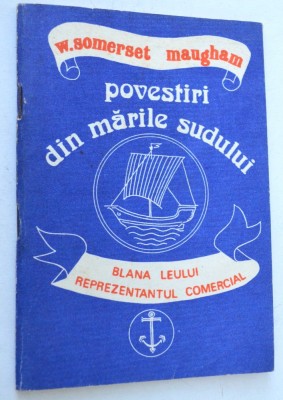 w.somerset maugham
povestiri
din mările sudului
BLANA LEULUI
REPREZENTANTUL COMERCIAL